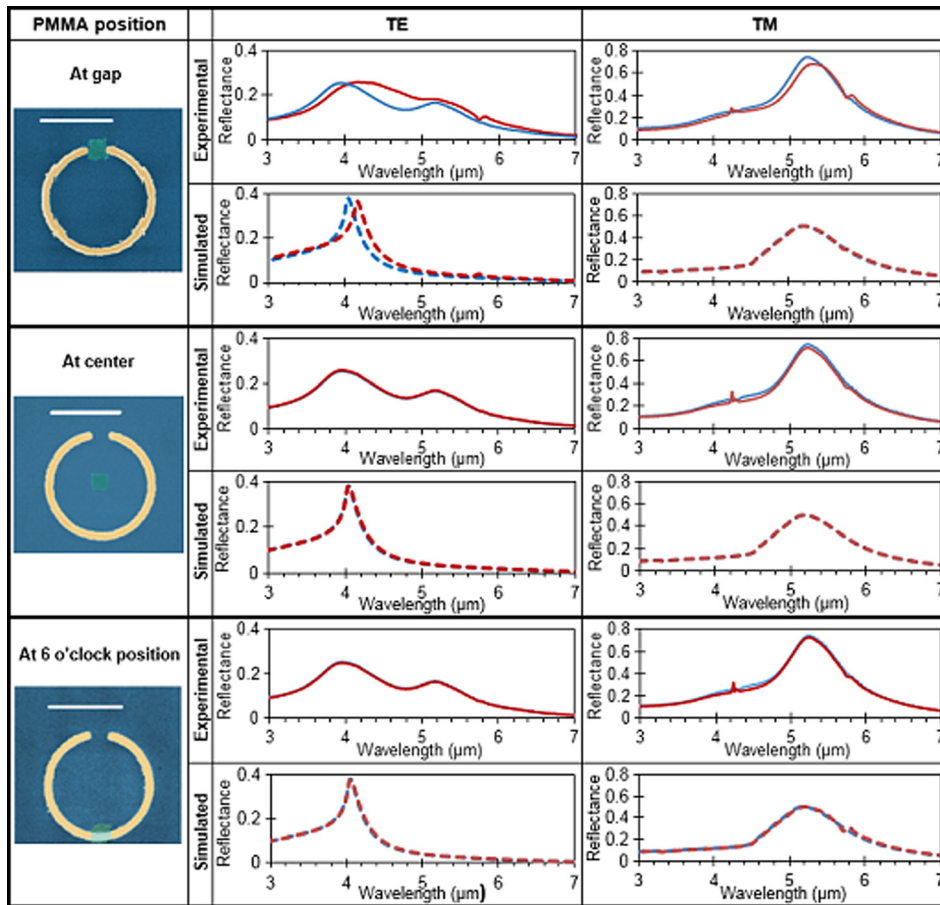 PMMA position TE TM
At gap
Experimental
Reflectance
0.4
0.2
0
3 4 5 6 7
Wavelength (µm)
Reflectance
0.8
0.6
0.4
0.2
0
3 4 5 6 7
Wavelength (µm)
Simulated
Reflectance
0.4
0.2
0
3 4 5 6 7
Wavelength (µm)
Reflectance
0.8
0.6
0.4
0.2
0
3 4 5 6 7
Wavelength (µm)
At center
Experimental
Reflectance
0.4
0.2
0
3 4 5 6 7
Wavelength (µm)
Reflectance
0.8
0.6
0.4
0.2
0
3 4 5 6 7
Wavelength (µm)
Simulated
Reflectance
0.4
0.2
0
3 4 5 6 7
Wavelength (µm)
Reflectance
0.8
0.6
0.4
0.2
0
3 4 5 6 7
Wavelength (µm)
At 6 o'clock position
Experimental
Reflectance
0.4
0.2
0
3 4 5 6 7
Wavelength (µm)
Reflectance
0.8
0.6
0.4
0.2
0
3 4 5 6 7
Wavelength (µm)
Simulated
Reflectance
0.4
0.2
0
3 4 5 6 7
Wavelength (µm)
Reflectance
0.8
0.6
0.4
0.2
0
3 4 5 6 7
Wavelength (µm)